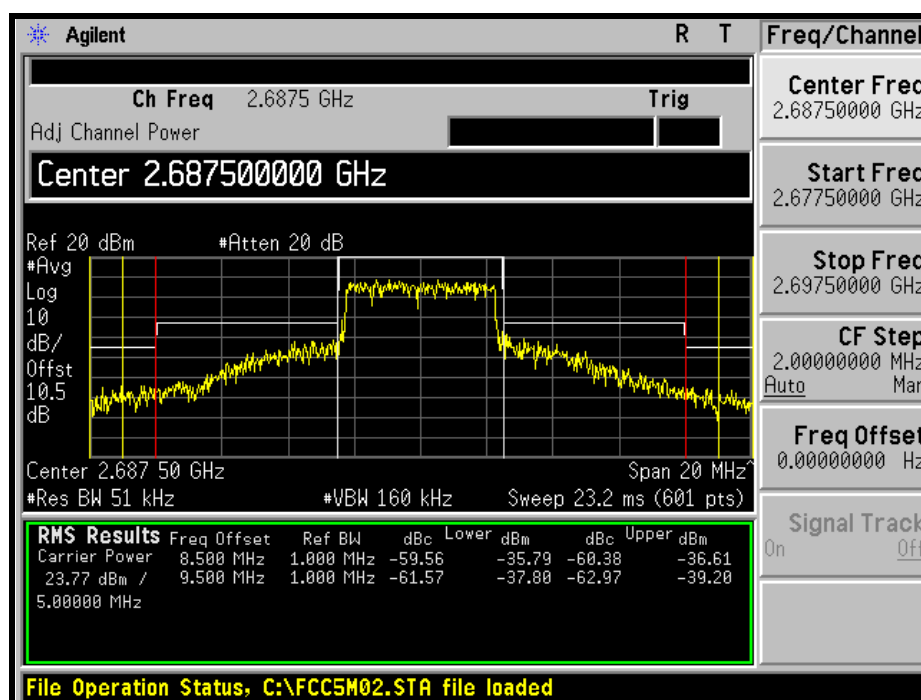 Agilent R T
Freq/Channel
Ch Freq 2.6875 GHz Trig
Adj Channel Power
Center 2.687500000 GHz
Center Freq
2.68750000 GHz
Start Freq
2.67750000 GHz
Stop Freq
2.69750000 GHz
CF Step
2.00000000 MHz
Auto Man
Freq Offset
0.00000000 Hz
Signal Track
On Off
Ref 20 dBm #Atten 20 dB
#Avg
Log
10
dB/
Offst
10.5
dB
Center 2.687 50 GHz Span 20 MHz^
#Res BW 51 kHz #VBW 160 kHz Sweep 23.2 ms (601 pts)
RMS Results Freq Offset Ref BW dBc Lower dBm dBc Upper dBm
Carrier Power 8.500 MHz 1.000 MHz -59.56 -35.79 -60.38 -36.61
23.77 dBm / 9.500 MHz 1.000 MHz -61.57 -37.80 -62.97 -39.20
5.00000 MHz
File Operation Status, C:\FCC5M02.STA file loaded